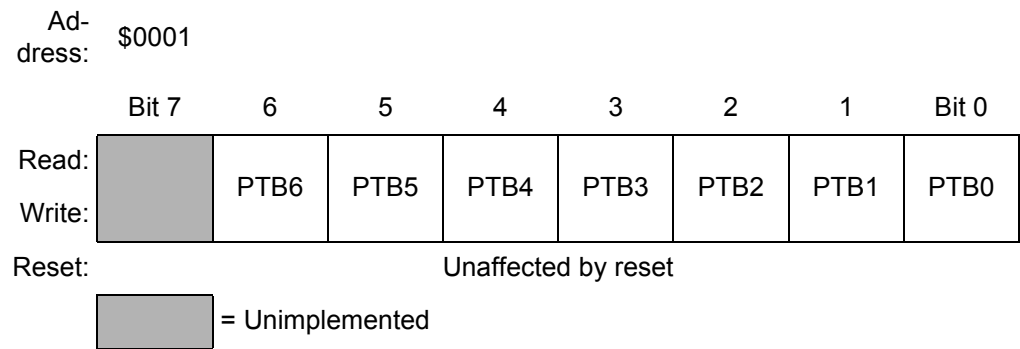 Ad-
dress: $0001
Bit 7 6 5 4 3 2 1 Bit 0
Read:
PTB6 PTB5 PTB4 PTB3 PTB2 PTB1 PTB0
Write:
Reset: Unaffected by reset
= Unimplemented